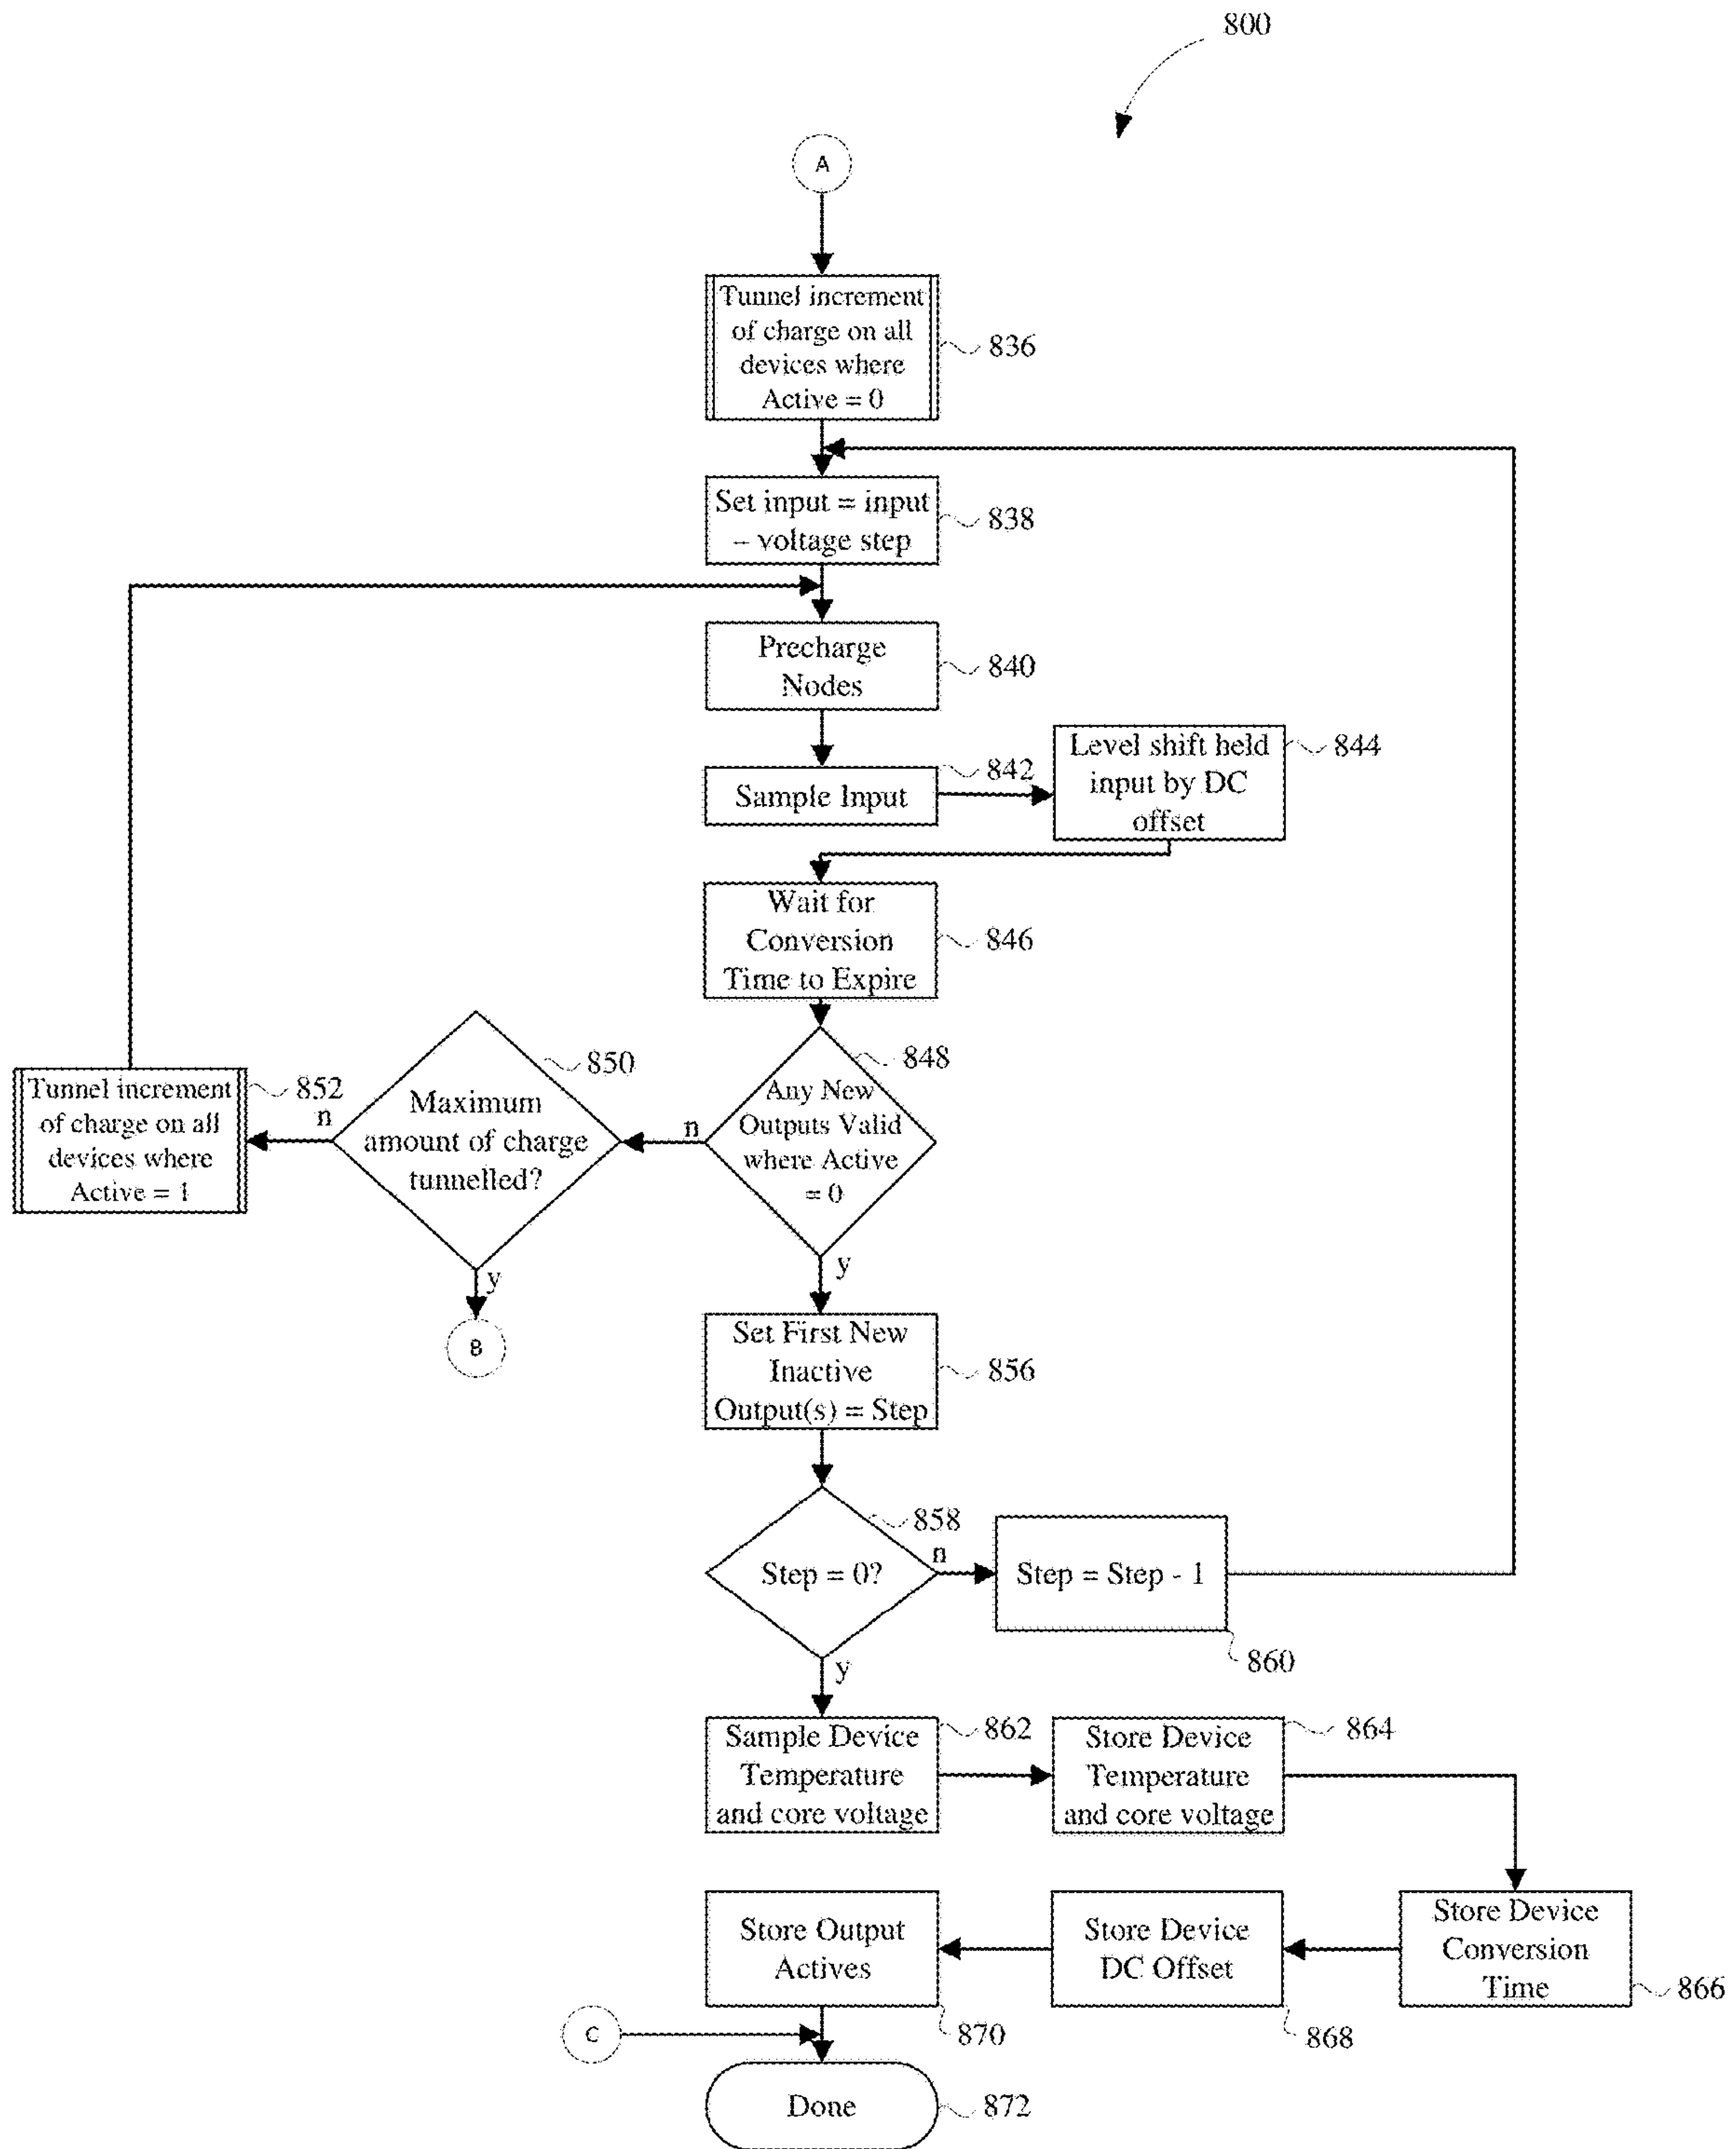 800
A
Tunnel increment
of charge on all
devices where
Active = 0
836
Set input = input
– voltage step
838
Precharge
Nodes
840
Sample Input
842
Level shift held
input by DC
offset
844
Wait for
Conversion
Time to Expire
846
Any New
Outputs Valid
where Active
= 0
848
n
y
Maximum
amount of charge
tunnelled?
850
n
y
Tunnel increment
of charge on all
devices where
Active = 1
852
B
Set First New
Inactive
Output(s) = Step
856
Step = 0?
858
n
y
Step = Step - 1
860
Sample Device
Temperature
and core voltage
862
Store Device
Temperature
and core voltage
864
Store Device
Conversion
Time
866
Store Device
DC Offset
868
Store Output
Actives
870
C
Done
872